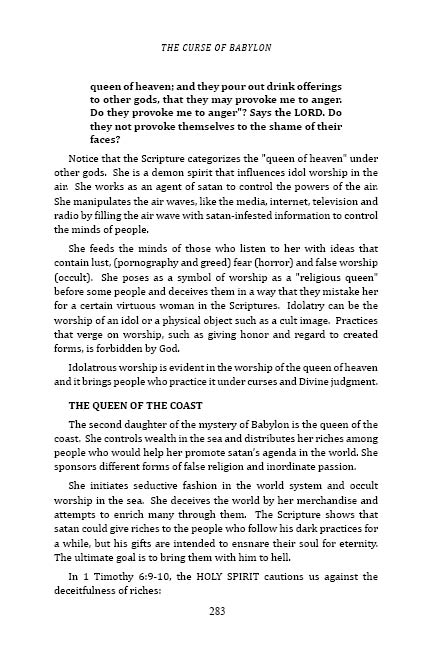 THE CURSE OF BABYLON
queen of heaven; and they pour out drink offerings
to other gods, that they may provoke me to anger.
Do they provoke me to anger"? Says the LORD. Do
they not provoke themselves to the shame of their
faces?
Notice that the Scripture categorizes the "queen of heaven" under
other gods. She is a demon spirit that influences idol worship in the
air. She works as an agent of satan to control the powers of the air.
She manipulates the air waves, like the media, internet, television and
radio by filling the air wave with satan-infested information to control
the minds of people.
She feeds the minds of those who listen to her with ideas that
contain lust, (pornography and greed) fear (horror) and false worship
(occult). She poses as a symbol of worship as a "religious queen"
before some people and deceives them in a way that they mistake her
for a certain virtuous woman in the Scriptures. Idolatry can be the
worship of an idol or a physical object such as a cult image. Practices
that verge on worship, such as giving honor and regard to created
forms, is forbidden by God.
Idolatrous worship is evident in the worship of the queen of heaven
and it brings people who practice it under curses and Divine judgment.
THE QUEEN OF THE COAST
The second daughter of the mystery of Babylon is the queen of the
coast. She controls wealth in the sea and distributes her riches among
people who would help her promote satan's agenda in the world. She
sponsors different forms of false religion and inordinate passion.
She initiates seductive fashion in the world system and occult
worship in the sea. She deceives the world by her merchandise and
attempts to enrich many through them. The Scripture shows that
satan could give riches to the people who follow his dark practices for
a while, but his gifts are intended to ensnare their soul for eternity.
The ultimate goal is to bring them with him to hell.
In 1 Timothy 6:9-10, the HOLY SPIRIT cautions us against the
deceitfulness of riches:
283